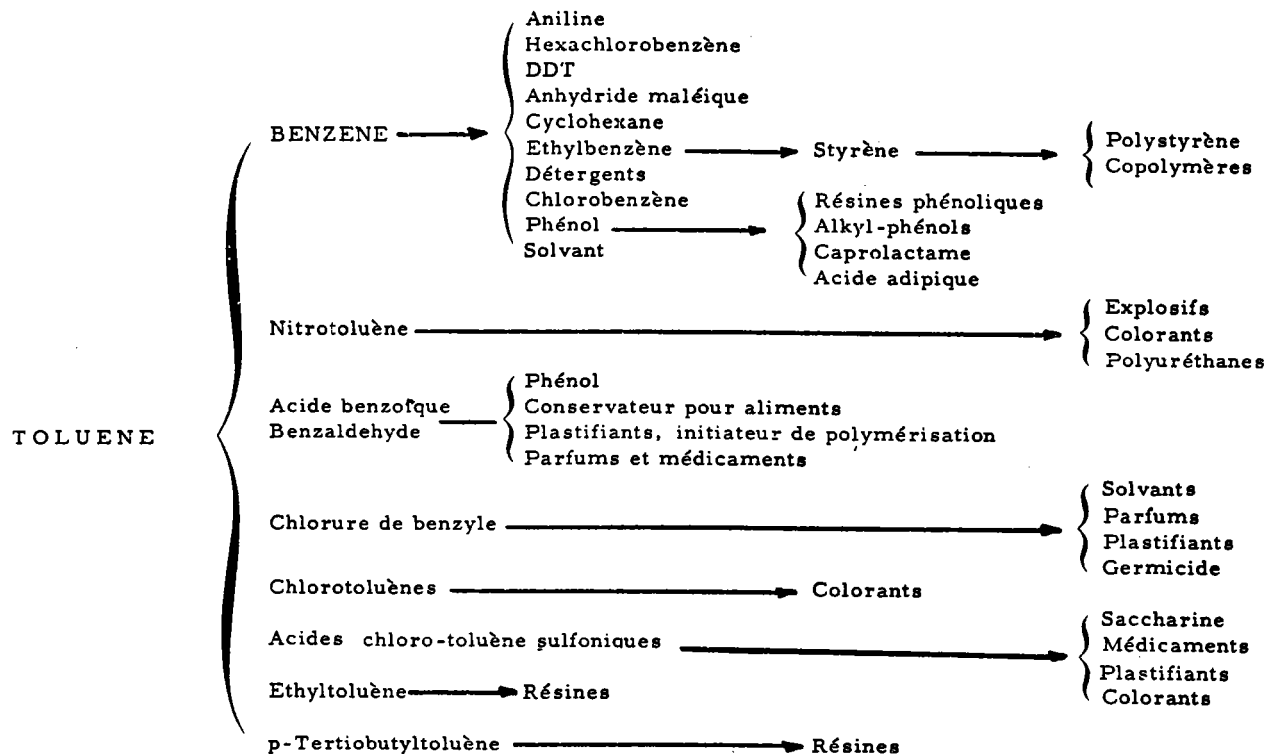 Aniline
Hexachlorobenzène
DDT
Anhydride maléique
BENZENE
Cyclohexane
Ethylbenzène
Styrène
Polystyrène
Copolymères
Détergents
Chlorobenzène
Phénol
Solvant
Résines phénoliques
Alkyl-phénols
Caprolactame
Acide adipique
Nitrotoluène
Explosifs
Colorants
Polyuréthanes
TOLUENE
Acide benzoïque
Benzaldehyde
Phénol
Conservateur pour aliments
Plastifiants, initiateur de polymérisation
Parfums et médicaments
Chlorure de benzyle
Solvants
Parfums
Plastifiants
Germicide
Chlorotoluènes
Colorants
Acides chloro-toluène sulfoniques
Saccharine
Médicaments
Plastifiants
Colorants
Ethyltoluène
Résines
p-Tertiobutyltoluène
Résines